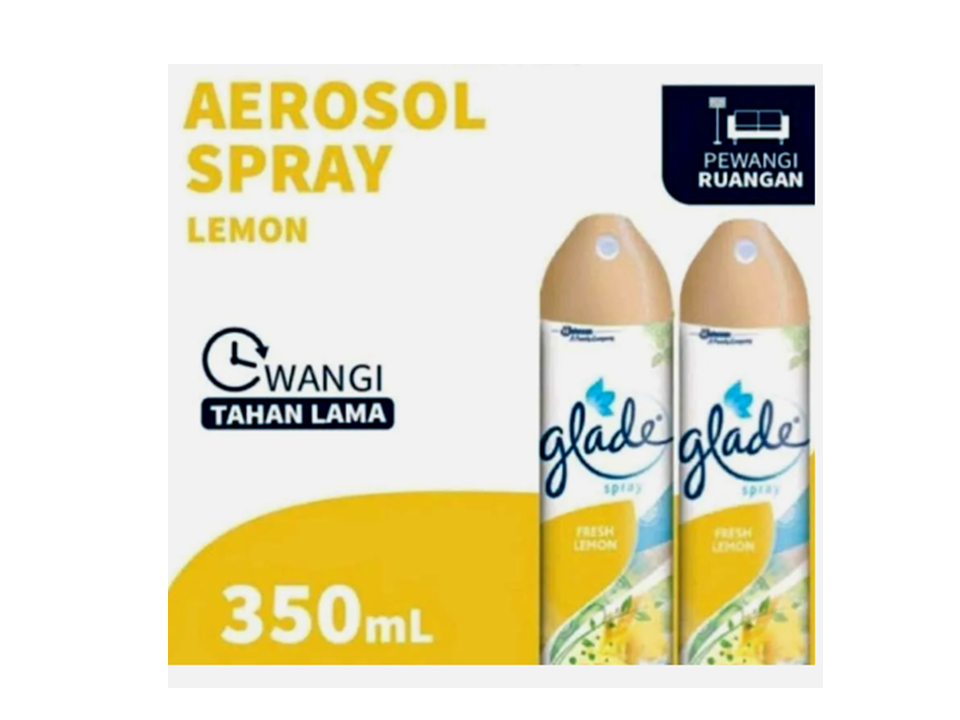 AEROSOL
SPRAY
LEMON
PEWANGI
RUANGAN
WANGI
TAHAN LAMA
glade
spray
FRESH
LEMON
glade
spray
FRESH
LEMON
350mL